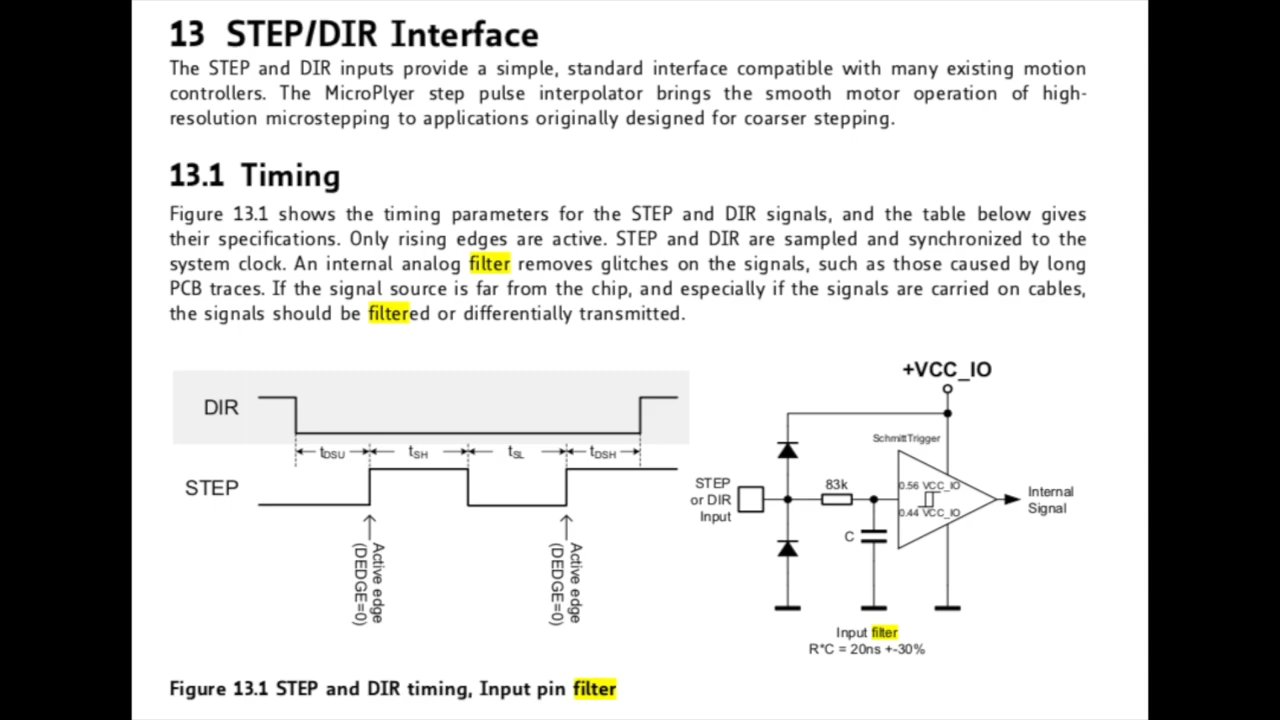 13 STEP/DIR Interface
The STEP and DIR inputs provide a simple, standard interface compatible with many existing motion
controllers. The MicroPlyer step pulse interpolator brings the smooth motor operation of high-
resolution microstepping to applications originally designed for coarser stepping.
13.1 Timing
Figure 13.1 shows the timing parameters for the STEP and DIR signals, and the table below gives
their specifications. Only rising edges are active. STEP and DIR are sampled and synchronized to the
system clock. An internal analog filter removes glitches on the signals, such as those caused by long
PCB traces. If the signal source is far from the chip, and especially if the signals are carried on cables,
the signals should be filtered or differentially transmitted.
DIR
tDSU
tSH
tSL
tDSH
STEP
Active edge
(DEDGE=0)
Active edge
(DEDGE=0)
+VCC_IO
SchmittTrigger
STEP
or DIR
Input
83k
C
0.56 VCC_IO
0.44 VCC_IO
Internal
Signal
Input filter
R*C = 20ns +-30%
Figure 13.1 STEP and DIR timing, Input pin filter